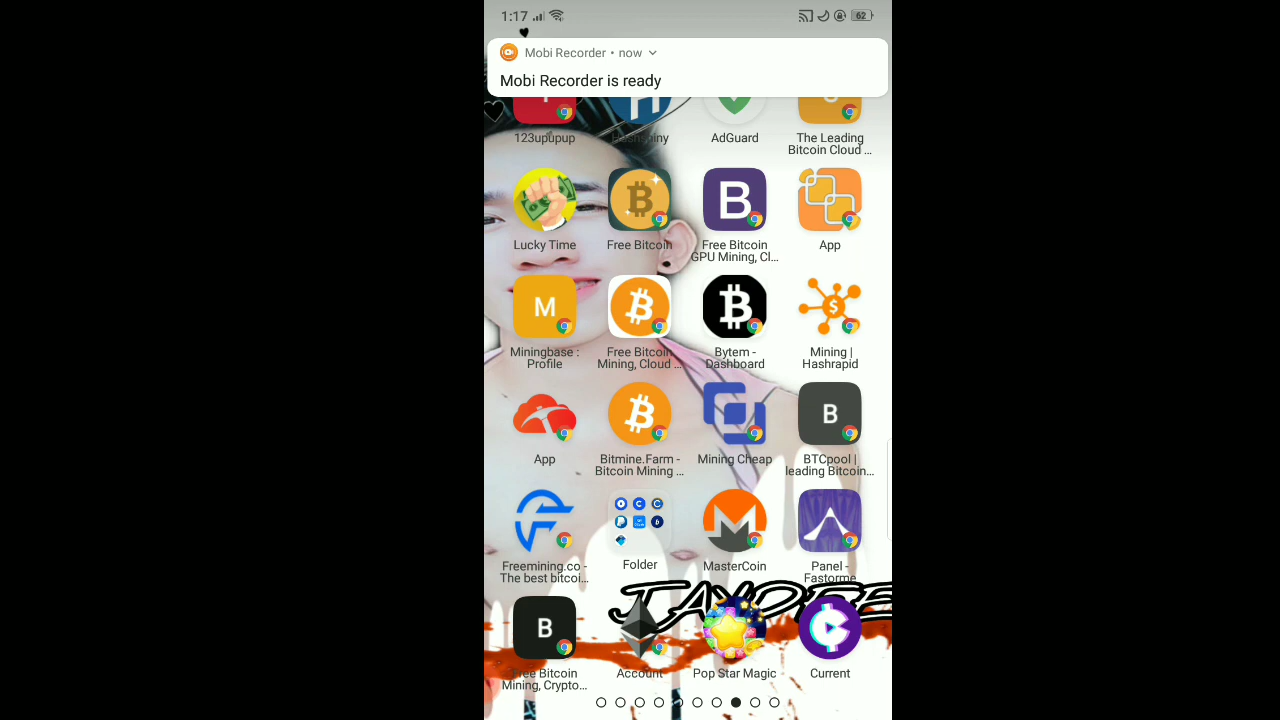 1:17
62
Mobi Recorder • now
Mobi Recorder is ready
123upupup
AdGuard
The Leading
Bitcoin Cloud ...
Lucky Time
Free Bitcoin
B
Free Bitcoin
GPU Mining, Cl...
App
M
Miningbase :
Profile
Free Bitcoin
Mining, Cloud ...
Bytem -
Dashboard
$
Mining |
Hashrapid
App
Bitmine.Farm -
Bitcoin Mining ...
Mining Cheap
B
BTCpool |
leading Bitcoin...
Freemining.co -
The best bitcoi...
Folder
MasterCoin
Panel -
Fastorme
JAYDEE
B
Free Bitcoin
Mining, Crypto...
Account
Pop Star Magic
Current